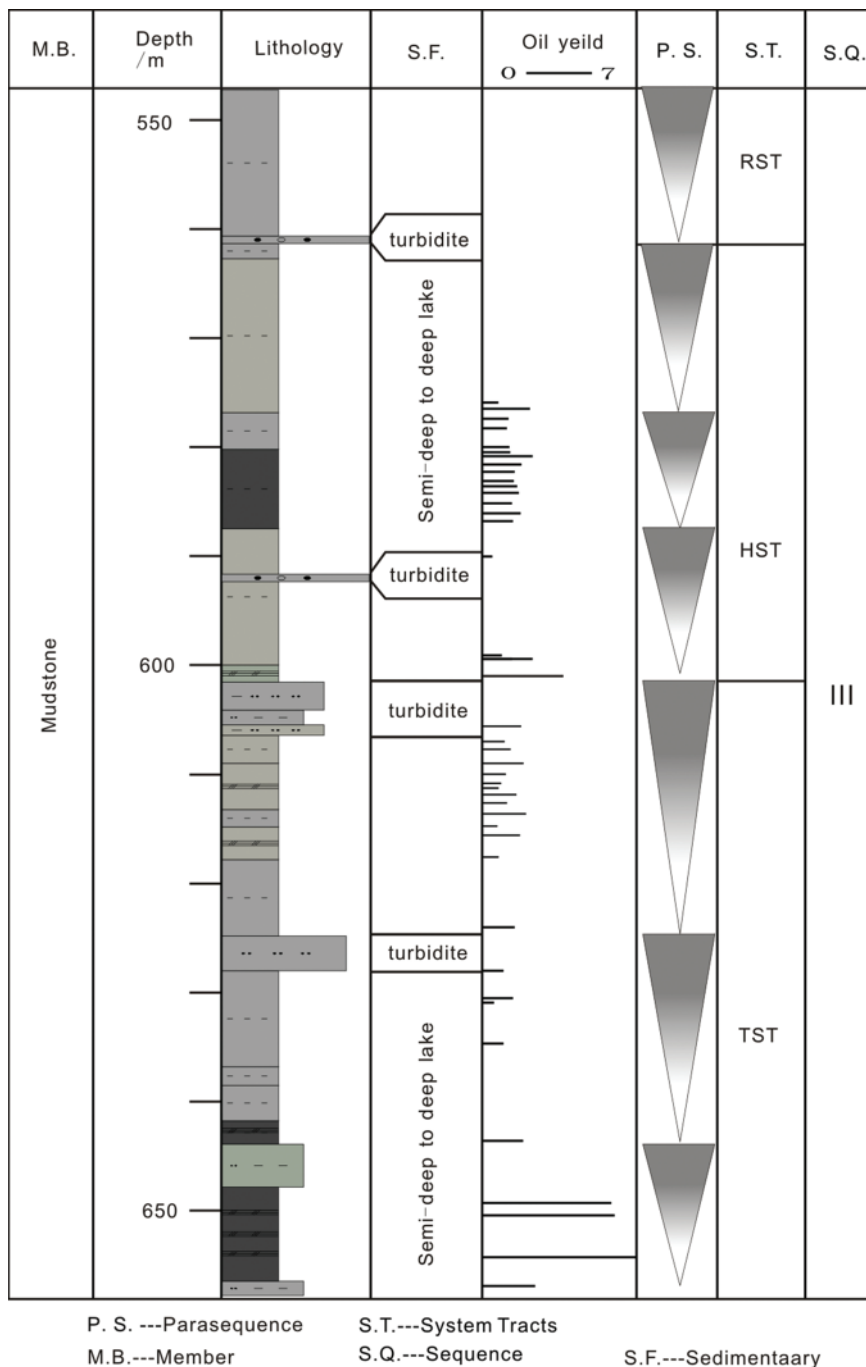 M.B.
Depth
/m
Lithology
S.F.
Oil yeild
0 7
P. S.
S.T.
S.Q.
550
600
650
Mudstone
turbidite
Semi-deep to deep lake
turbidite
turbidite
turbidite
Semi-deep to deep lake
RST
HST
TST
III
P. S. ---Parasequence
S.T.---System Tracts
M.B.---Member
S.Q.---Sequence
S.F.---Sedimentaary